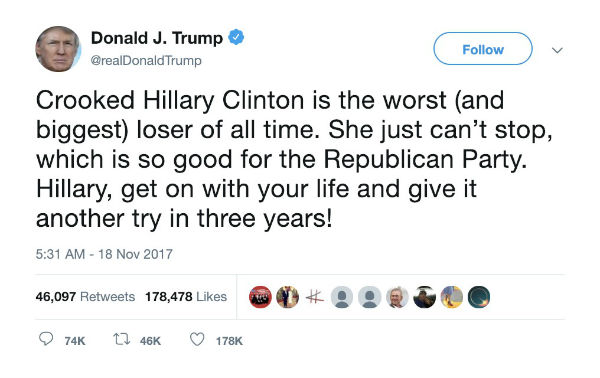 Donald J. Trump
Follow
@realDonaldTrump
Crooked Hillary Clinton is the worst (and
biggest) loser of all time. She just can’t stop,
which is so good for the Republican Party.
Hillary, get on with your life and give it
another try in three years!
5:31 AM - 18 Nov 2017
46,097 Retweets 178,478 Likes
74K 46K 178K